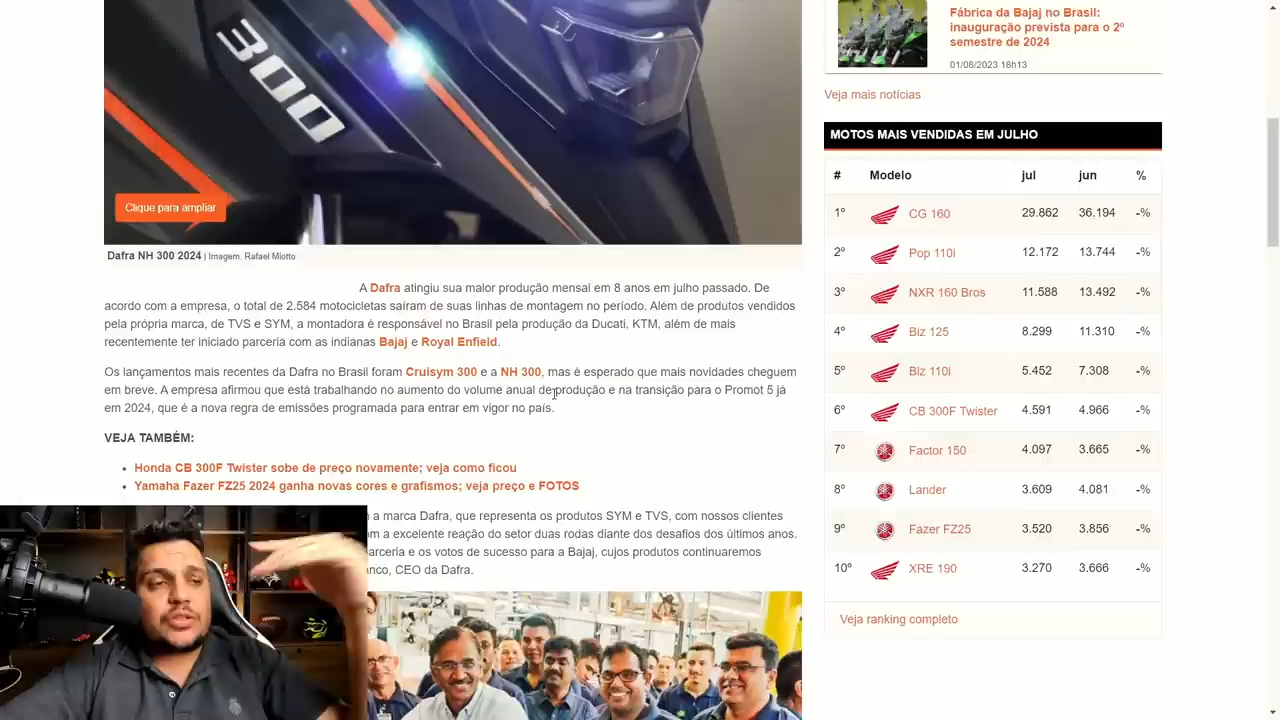 300
Clique para ampliar
Dafra NH 300 2024 | Imagem. Rafael Miotto
A Dafra atingiu sua maior produção mensal em 8 anos em julho passado. De
acordo com a empresa, o total de 2.584 motocicletas saíram de suas linhas de montagem no período. Além de produtos vendidos
pela própria marca, de TVS e SYM, a montadora é responsável no Brasil pela produção da Ducati, KTM, além de mais
recentemente ter iniciado parceria com as indianas Bajaj e Royal Enfield.
Os lançamentos mais recentes da Dafra no Brasil foram Cruisym 300 e a NH 300, mas é esperado que mais novidades cheguem
em breve. A empresa afirmou que está trabalhando no aumento do volume anual de produção e na transição para o Promot 5 já
em 2024, que é a nova regra de emissões programada para entrar em vigor no país.
VEJA TAMBÉM:
Honda CB 300F Twister sobe de preço novamente; veja como ficou
Yamaha Fazer FZ25 2024 ganha novas cores e grafismos; veja preço e FOTOS
a marca Dafra, que representa os produtos SYM e TVS, com nossos clientes
m a excelente reação do setor duas rodas diante dos desafios dos últimos anos.
arceria e os votos de sucesso para a Bajaj, cujos produtos continuaremos
anco, CEO da Dafra.
Fábrica da Bajaj no Brasil:
inauguração prevista para o 2º
semestre de 2024
01/08/2023 18h13
Veja mais notícias
MOTOS MAIS VENDIDAS EM JULHO
# Modelo jul jun %
1º CG 160 29.862 36.194 -%
2º Pop 110i 12.172 13.744 -%
3º NXR 160 Bros 11.588 13.492 -%
4º Biz 125 8.299 11.310 -%
5º Biz 110i 5.452 7.308 -%
6º CB 300F Twister 4.591 4.966 -%
7º Factor 150 4.097 3.665 -%
8º Lander 3.609 4.081 -%
9º Fazer FZ25 3.520 3.856 -%
10º XRE 190 3.270 3.666 -%
Veja ranking completo